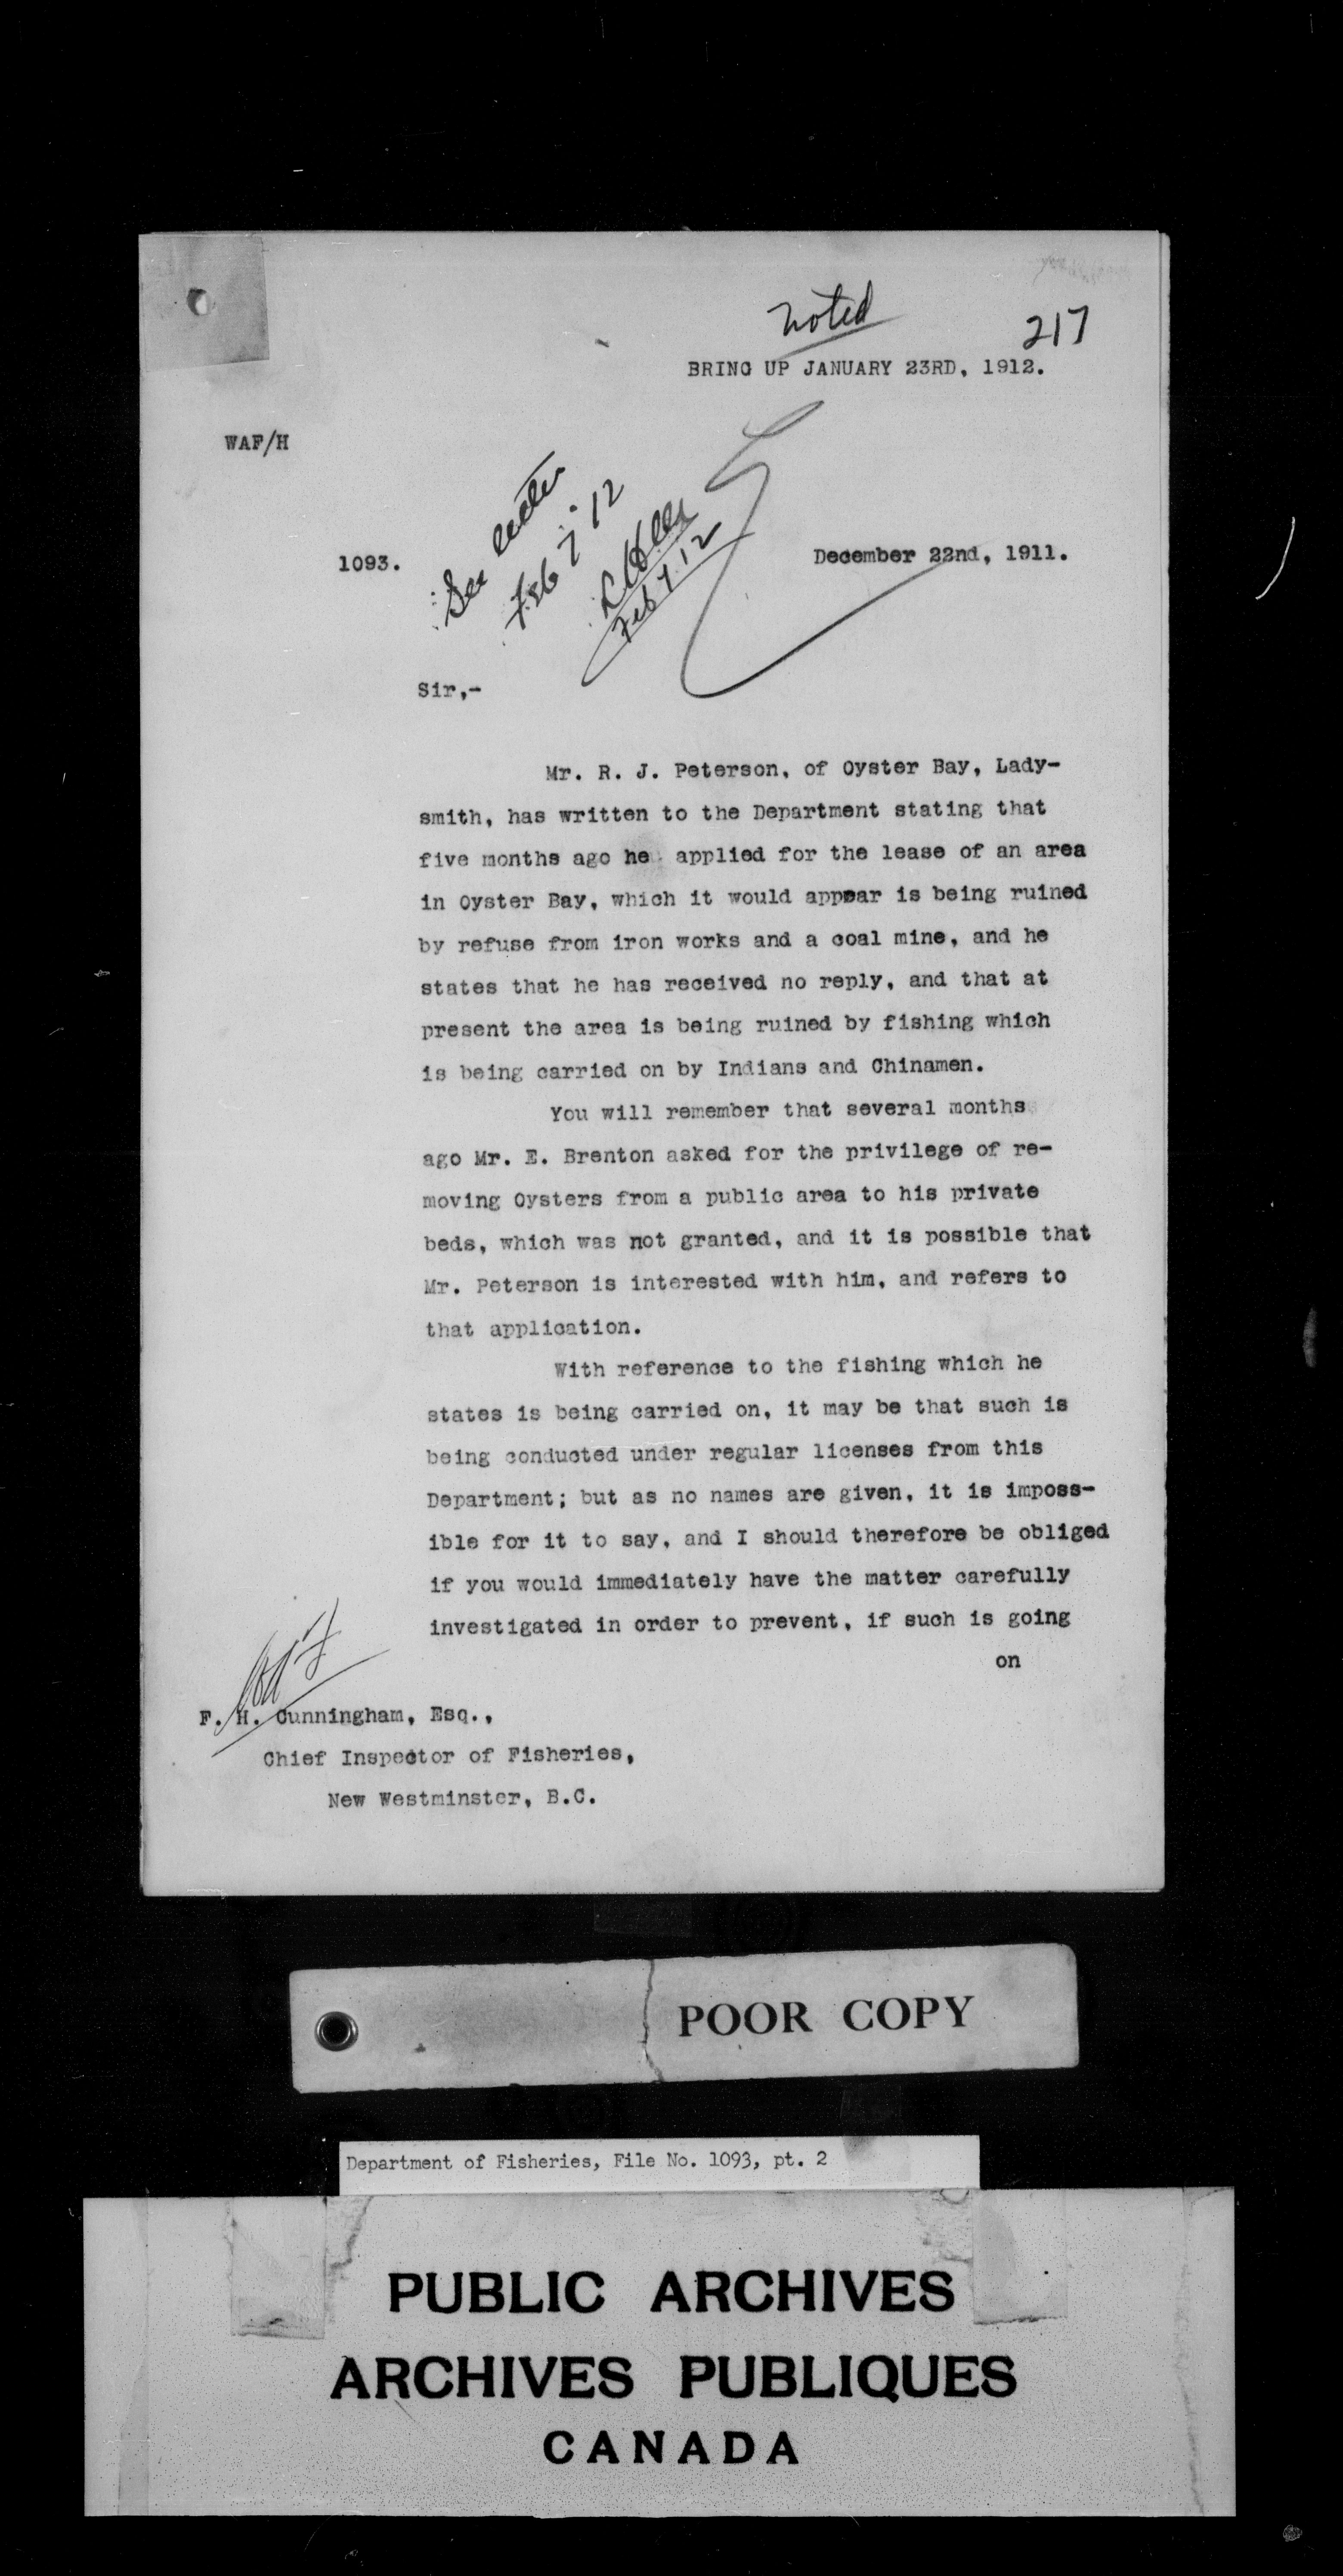 noted
217
BRING UP JANUARY 23RD, 1912.
WAF/H
See letter
Feb 7 12
Feb 7 12
1093.
December 22nd, 1911.
Sir,-
Mr. R. J. Peterson, of Oyster Bay, Lady-
smith, has written to the Department stating that
five months ago he applied for the lease of an area
in Oyster Bay, which it would appear is being ruined
by refuse from iron works and a coal mine, and he
states that he has received no reply, and that at
present the area is being ruined by fishing which
is being carried on by Indians and Chinamen.
You will remember that several months
ago Mr. E. Brenton asked for the privilege of re-
moving Oysters from a public area to his private
beds, which was not granted, and it is possible that
Mr. Peterson is interested with him, and refers to
that application.
With reference to the fishing which he
states is being carried on, it may be that such is
being conducted under regular licenses from this
Department; but as no names are given, it is imposs-
ible for it to say, and I should therefore be obliged
if you would immediately have the matter carefully
investigated in order to prevent, if such is going
on
F. H. Cunningham, Esq.,
Chief Inspector of Fisheries,
New Westminster, B.C.
POOR COPY
Department of Fisheries, File No. 1093, pt. 2
PUBLIC ARCHIVES
ARCHIVES PUBLIQUES
CANADA